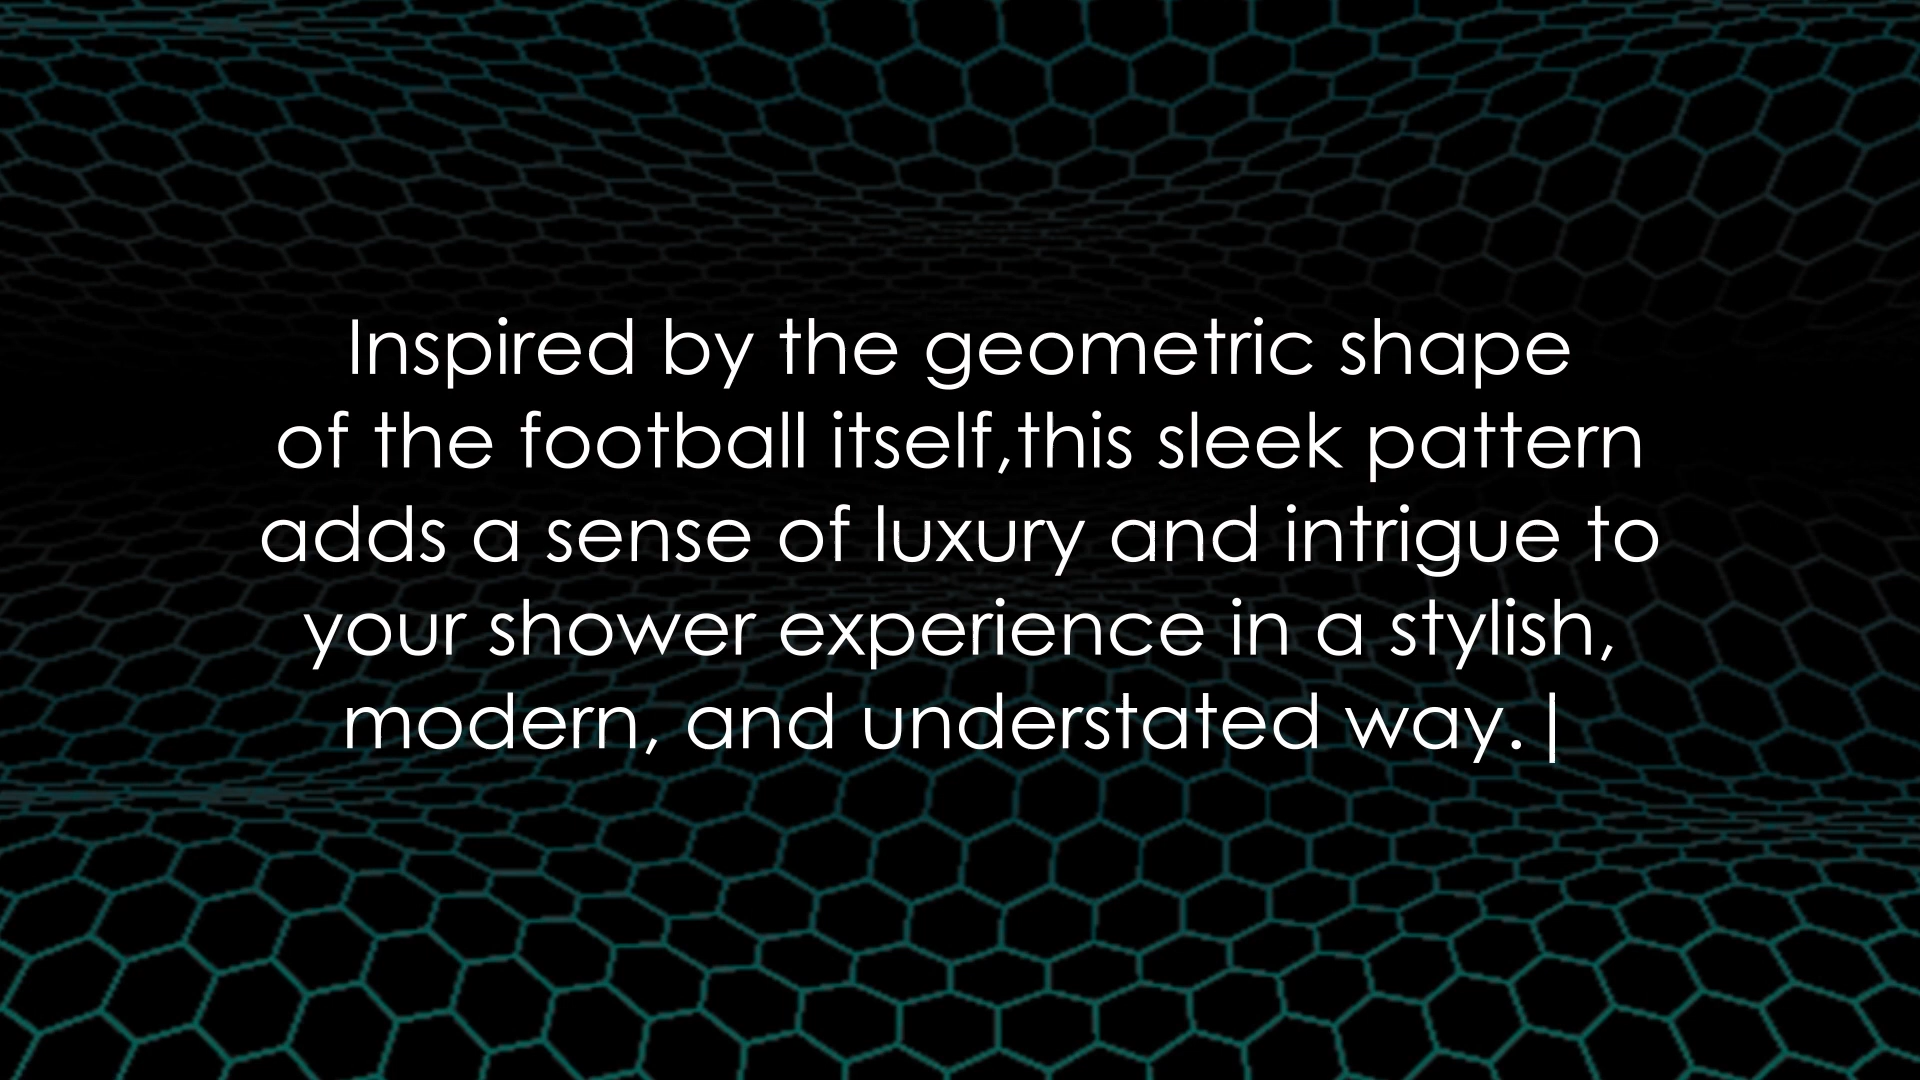 Inspired by the geometric shape
of the football itself,this sleek pattern
adds a sense of luxury and intrigue to
your shower experience in a stylish,
modern, and understated way.|